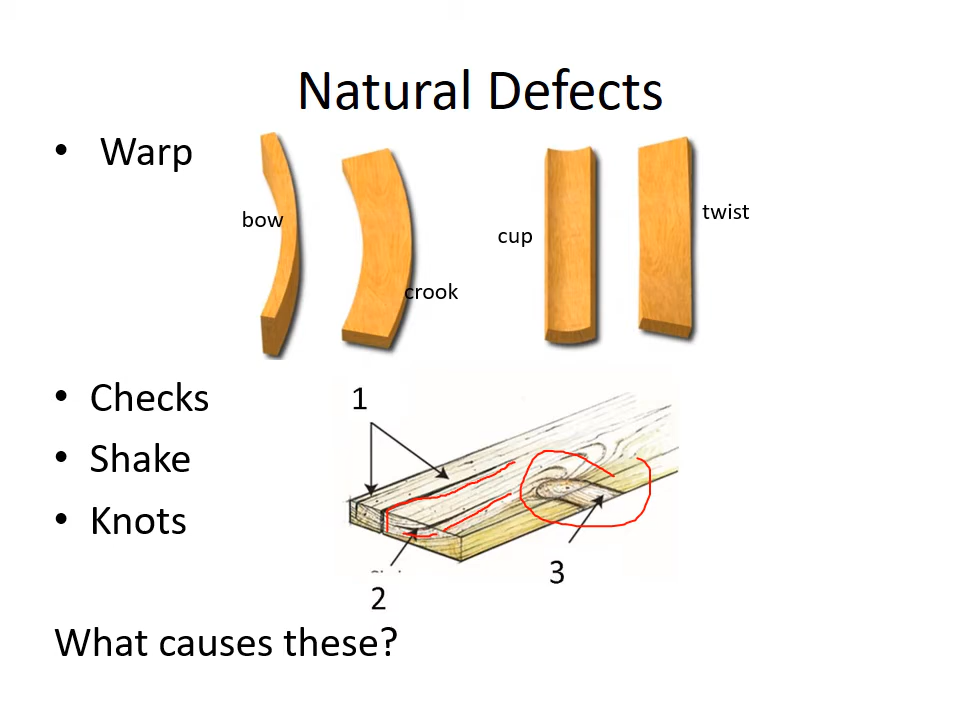 Natural Defects
• Warp
bow
crook
cup
twist
• Checks
• Shake
• Knots
1
2
3
What causes these?